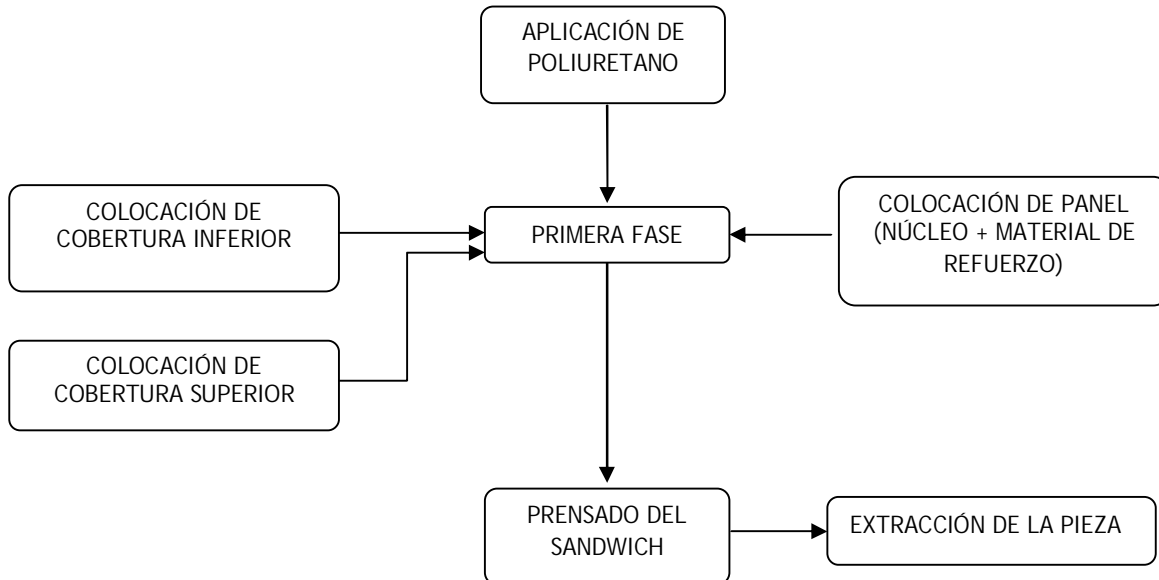 APLICACIÓN DE
POLIURETANO
COLOCACIÓN DE
COBERTURA INFERIOR
PRIMERA FASE
COLOCACIÓN DE PANEL
(NÚCLEO + MATERIAL DE
REFUERZO)
COLOCACIÓN DE
COBERTURA SUPERIOR
PRENSADO DEL
SANDWICH
EXTRACCIÓN DE LA PIEZA